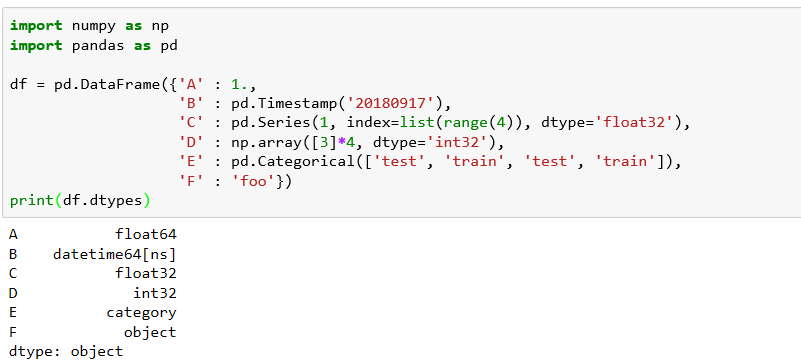 import numpy as np
import pandas as pd
df = pd.DataFrame({'A' : 1.,
'B' : pd.Timestamp('20180917'),
'C' : pd.Series(1, index=list(range(4)), dtype='float32'),
'D' : np.array([3]*4, dtype='int32'),
'E' : pd.Categorical(['test', 'train', 'test', 'train']),
'F' : 'foo'})
print(df.dtypes)
A float64
B datetime64[ns]
C float32
D int32
E category
F object
dtype: object